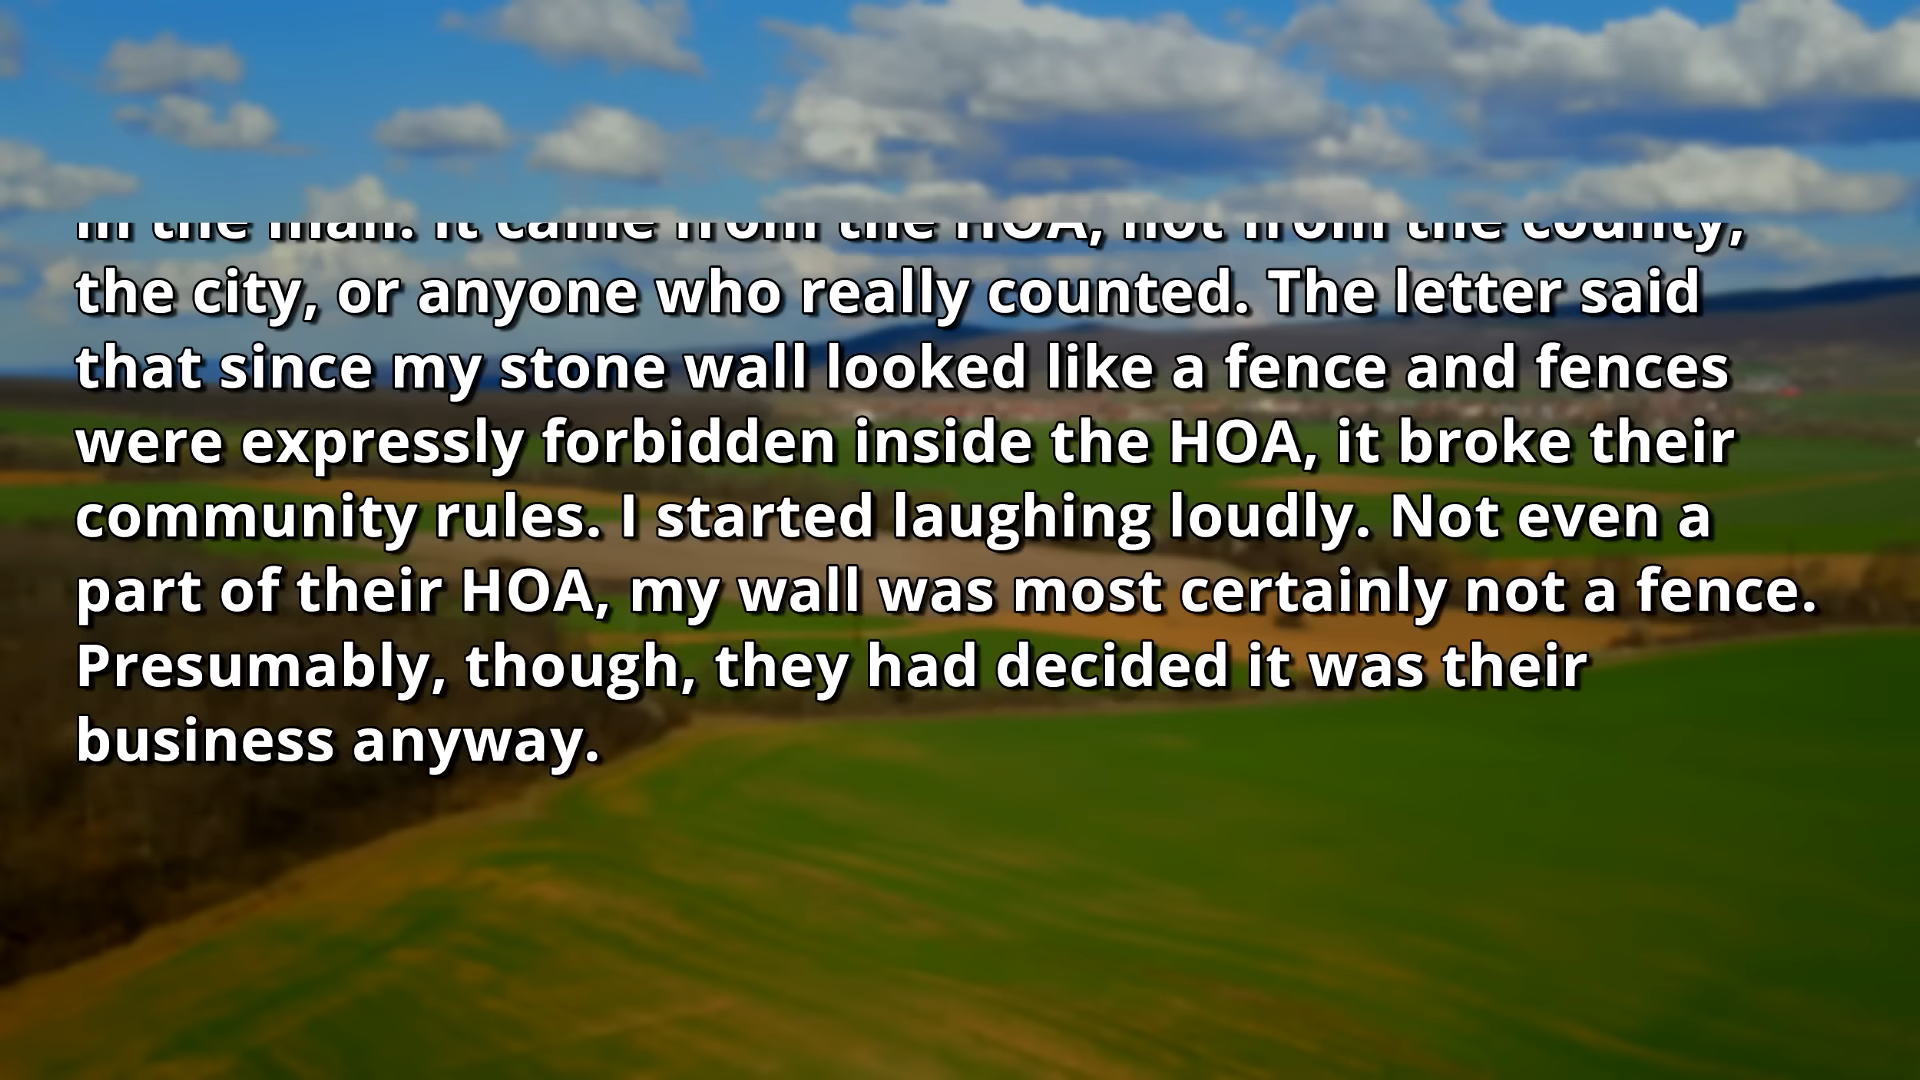 in the mail. It came from the HOA, not from the county,
the city, or anyone who really counted. The letter said
that since my stone wall looked like a fence and fences
were expressly forbidden inside the HOA, it broke their
community rules. I started laughing loudly. Not even a
part of their HOA, my wall was most certainly not a fence.
Presumably, though, they had decided it was their
business anyway.